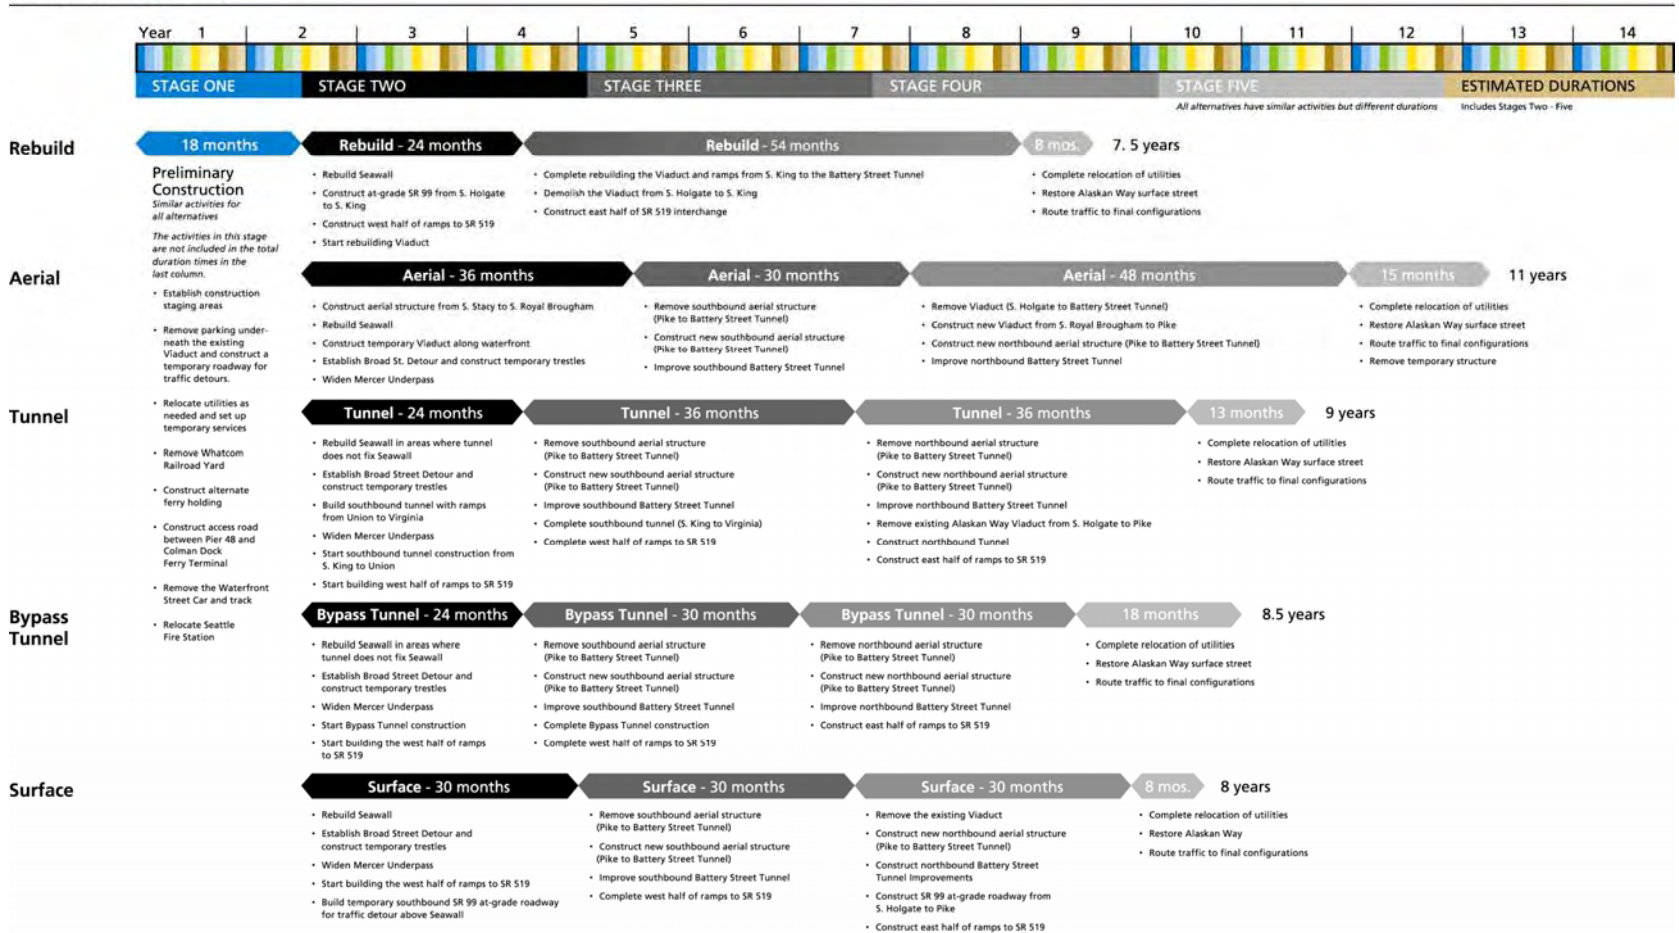 Year 1 2 3 4 5 6 7 8 9 10 11 12 13 14
STAGE ONE STAGE TWO STAGE THREE STAGE FOUR STAGE FIVE ESTIMATED DURATIONS
All alternatives have similar activities but different durations Includes Stages Two - Five
Rebuild
18 months
Preliminary
Construction
Similar activities for
all alternatives
The activities in this stage
are not included in the total
duration times in the
last column.
• Establish construction
staging areas
• Remove parking under-
neath the existing
Viaduct and construct a
temporary roadway for
traffic detours.
• Relocate utilities as
needed and set up
temporary services
• Remove Whatcom
Railroad Yard
• Construct alternate
ferry holding
• Construct access road
between Pier 48 and
Colman Dock
Ferry Terminal
• Remove the Waterfront
Street Car and track
• Relocate Seattle
Fire Station
Rebuild - 24 months
• Rebuild Seawall
• Construct at-grade SR 99 from S. Holgate
to S. King
• Construct west half of ramps to SR 519
• Start rebuilding Viaduct
Rebuild - 54 months
• Complete rebuilding the Viaduct and ramps from S. King to the Battery Street Tunnel
• Demolish the Viaduct from S. Holgate to S. King
• Construct east half of SR 519 interchange
8 mos.
• Complete relocation of utilities
• Restore Alaskan Way surface street
• Route traffic to final configurations
7. 5 years
Aerial
Aerial - 36 months
• Construct aerial structure from S. Stacy to S. Royal Brougham
• Rebuild Seawall
• Construct temporary Viaduct along waterfront
• Establish Broad St. Detour and construct temporary trestles
• Widen Mercer Underpass
Aerial - 30 months
• Remove southbound aerial structure
(Pike to Battery Street Tunnel)
• Construct new southbound aerial structure
(Pike to Battery Street Tunnel)
• Improve southbound Battery Street Tunnel
Aerial - 48 months
• Remove Viaduct (S. Holgate to Battery Street Tunnel)
• Construct new Viaduct from S. Royal Brougham to Pike
• Construct new northbound aerial structure (Pike to Battery Street Tunnel)
• Improve northbound Battery Street Tunnel
15 months
• Complete relocation of utilities
• Restore Alaskan Way surface street
• Route traffic to final configurations
• Remove temporary structure
11 years
Tunnel
Tunnel - 24 months
• Rebuild Seawall in areas where tunnel
does not fix Seawall
• Establish Broad Street Detour and
construct temporary trestles
• Build southbound tunnel with ramps
from Union to Virginia
• Widen Mercer Underpass
• Start southbound tunnel construction from
S. King to Union
• Start building west half of ramps to SR 519
Tunnel - 36 months
• Remove southbound aerial structure
(Pike to Battery Street Tunnel)
• Construct new southbound aerial structure
(Pike to Battery Street Tunnel)
• Improve southbound Battery Street Tunnel
• Complete southbound tunnel (S. King to Virginia)
• Complete west half of ramps to SR 519
Tunnel - 36 months
• Remove northbound aerial structure
(Pike to Battery Street Tunnel)
• Construct new northbound aerial structure
(Pike to Battery Street Tunnel)
• Improve northbound Battery Street Tunnel
• Remove existing Alaskan Way Viaduct from S. Holgate to Pike
• Construct northbound Tunnel
• Construct east half of ramps to SR 519
13 months
• Complete relocation of utilities
• Restore Alaskan Way surface street
• Route traffic to final configurations
9 years
Bypass
Tunnel
Bypass Tunnel - 24 months
• Rebuild Seawall in areas where
tunnel does not fix Seawall
• Establish Broad Street Detour and
construct temporary trestles
• Widen Mercer Underpass
• Start Bypass Tunnel construction
• Start building the west half of ramps
to SR 519
Bypass Tunnel - 30 months
• Remove southbound aerial structure
(Pike to Battery Street Tunnel)
• Construct new southbound aerial structure
(Pike to Battery Street Tunnel)
• Improve southbound Battery Street Tunnel
• Complete Bypass Tunnel construction
• Complete west half of ramps to SR 519
Bypass Tunnel - 30 months
• Remove northbound aerial structure
(Pike to Battery Street Tunnel)
• Construct new northbound aerial structure
(Pike to Battery Street Tunnel)
• Improve northbound Battery Street Tunnel
• Construct east half of ramps to SR 519
18 months
• Complete relocation of utilities
• Restore Alaskan Way surface street
• Route traffic to final configurations
8.5 years
Surface
Surface - 30 months
• Rebuild Seawall
• Establish Broad Street Detour and
construct temporary trestles
• Widen Mercer Underpass
• Start building the west half of ramps to SR 519
• Build temporary southbound SR 99 at-grade roadway
for traffic detour above Seawall
Surface - 30 months
• Remove southbound aerial structure
(Pike to Battery Street Tunnel)
• Construct new southbound aerial structure
(Pike to Battery Street Tunnel)
• Improve southbound Battery Street Tunnel
• Complete west half of ramps to SR 519
Surface - 30 months
• Remove the existing Viaduct
• Construct new northbound aerial structure
(Pike to Battery Street Tunnel)
• Construct northbound Battery Street
Tunnel Improvements
• Construct SR 99 at-grade roadway from
S. Holgate to Pike
• Construct east half of ramps to SR 519
8 mos.
• Complete relocation of utilities
• Restore Alaskan Way
• Route traffic to final configurations
8 years